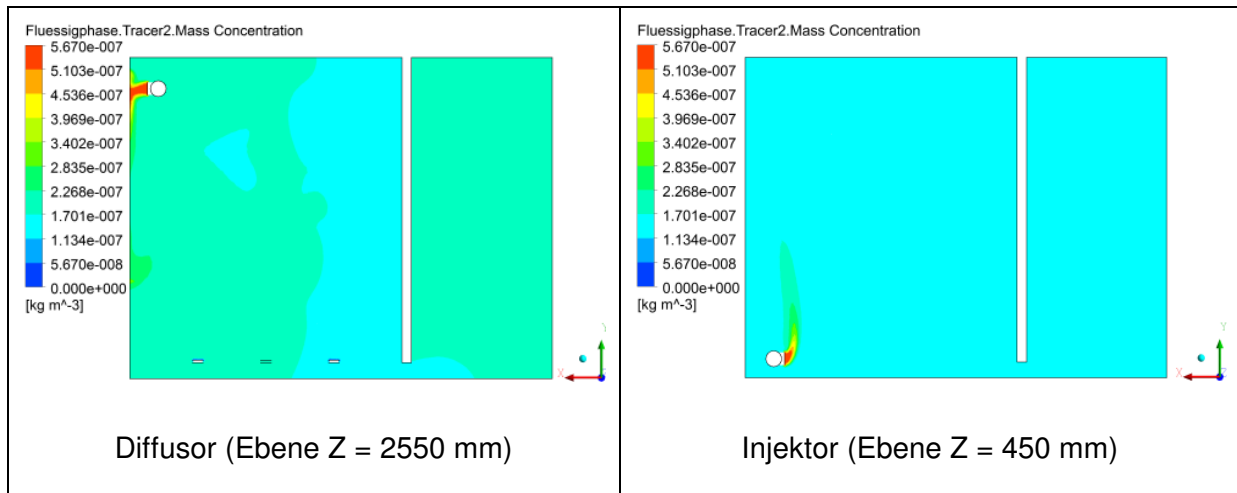 Fluessigphase.Tracer2.Mass Concentration
5.670e-007
5.103e-007
4.536e-007
3.969e-007
3.402e-007
2.835e-007
2.268e-007
1.701e-007
1.134e-007
5.670e-008
0.000e+000
[kg m^-3]
Y
X
Diffusor (Ebene Z = 2550 mm)
Fluessigphase.Tracer2.Mass Concentration
5.670e-007
5.103e-007
4.536e-007
3.969e-007
3.402e-007
2.835e-007
2.268e-007
1.701e-007
1.134e-007
5.670e-008
0.000e+000
[kg m^-3]
Y
X
Z
Injektor (Ebene Z = 450 mm)